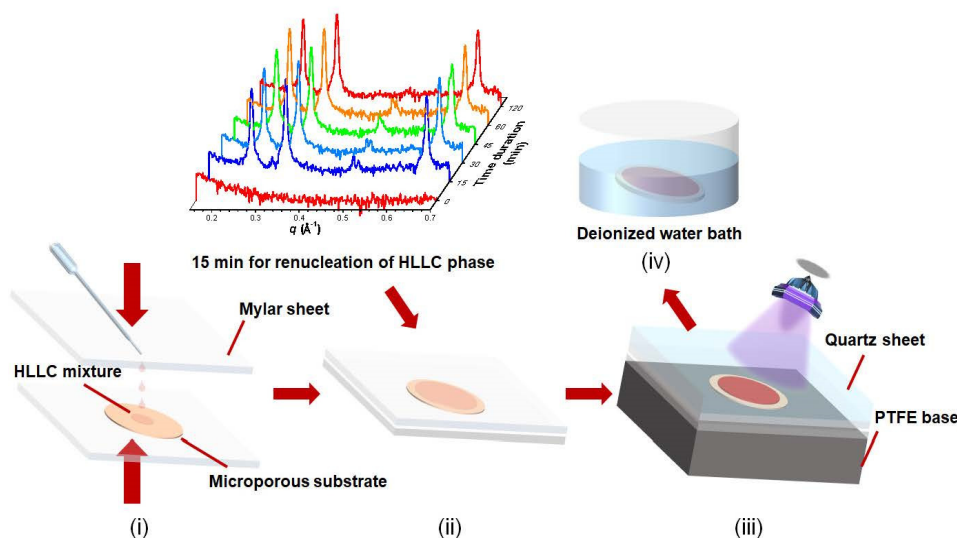 0.2 0.3 0.4 0.5 0.6 0.7
q (Å⁻¹)
0
15
30
45
60
120
Time duration
(min)
15 min for renucleation of HLLC phase
Deionized water bath
(iv)
Mylar sheet
HLLC mixture
Microporous substrate
Quartz sheet
PTFE base
(i)
(ii)
(iii)